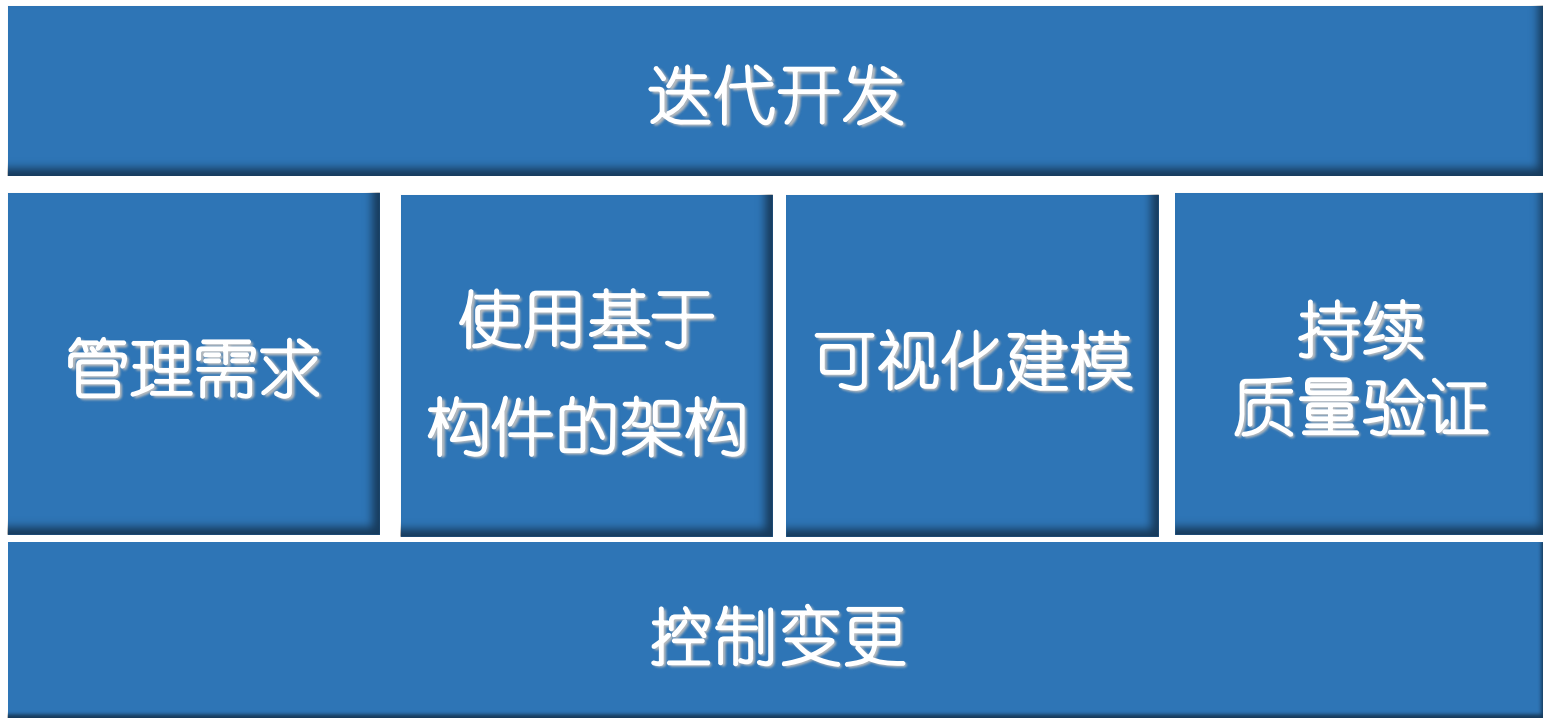 迭代开发
管理需求
使用基于
构件的架构
可视化建模
持续
质量验证
控制变更